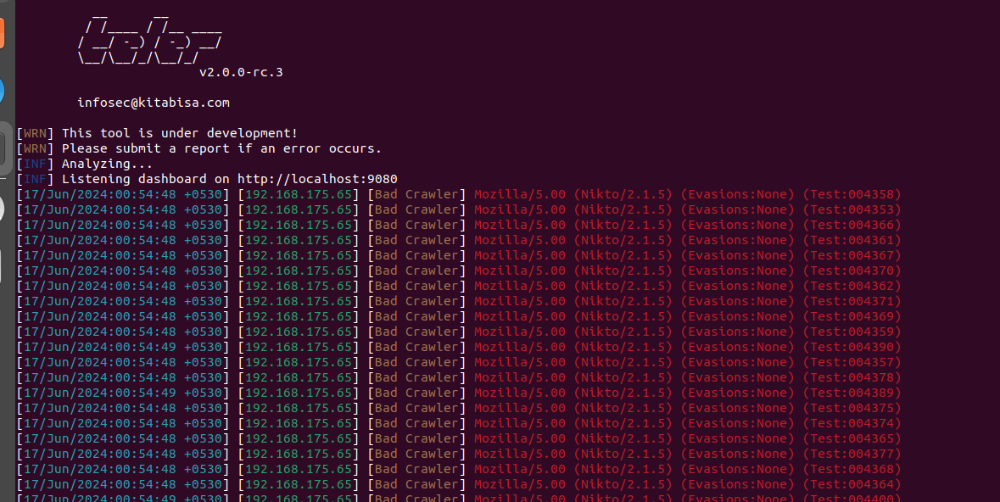 __      __
 / /____ / /__ ____
/ __/ -_) / -_) __/
\__/\__/_/\__/_/
v2.0.0-rc.3
infosec@kitabisa.com
[WRN] This tool is under development!
[WRN] Please submit a report if an error occurs.
[INF] Analyzing...
[INF] Listening dashboard on http://localhost:9080
[17/Jun/2024:00:54:48 +0530] [192.168.175.65] [Bad Crawler] Mozilla/5.00 (Nikto/2.1.5) (Evasions:None) (Test:004358)
[17/Jun/2024:00:54:48 +0530] [192.168.175.65] [Bad Crawler] Mozilla/5.00 (Nikto/2.1.5) (Evasions:None) (Test:004353)
[17/Jun/2024:00:54:48 +0530] [192.168.175.65] [Bad Crawler] Mozilla/5.00 (Nikto/2.1.5) (Evasions:None) (Test:004366)
[17/Jun/2024:00:54:48 +0530] [192.168.175.65] [Bad Crawler] Mozilla/5.00 (Nikto/2.1.5) (Evasions:None) (Test:004361)
[17/Jun/2024:00:54:48 +0530] [192.168.175.65] [Bad Crawler] Mozilla/5.00 (Nikto/2.1.5) (Evasions:None) (Test:004367)
[17/Jun/2024:00:54:48 +0530] [192.168.175.65] [Bad Crawler] Mozilla/5.00 (Nikto/2.1.5) (Evasions:None) (Test:004370)
[17/Jun/2024:00:54:48 +0530] [192.168.175.65] [Bad Crawler] Mozilla/5.00 (Nikto/2.1.5) (Evasions:None) (Test:004362)
[17/Jun/2024:00:54:48 +0530] [192.168.175.65] [Bad Crawler] Mozilla/5.00 (Nikto/2.1.5) (Evasions:None) (Test:004371)
[17/Jun/2024:00:54:48 +0530] [192.168.175.65] [Bad Crawler] Mozilla/5.00 (Nikto/2.1.5) (Evasions:None) (Test:004369)
[17/Jun/2024:00:54:48 +0530] [192.168.175.65] [Bad Crawler] Mozilla/5.00 (Nikto/2.1.5) (Evasions:None) (Test:004359)
[17/Jun/2024:00:54:49 +0530] [192.168.175.65] [Bad Crawler] Mozilla/5.00 (Nikto/2.1.5) (Evasions:None) (Test:004390)
[17/Jun/2024:00:54:48 +0530] [192.168.175.65] [Bad Crawler] Mozilla/5.00 (Nikto/2.1.5) (Evasions:None) (Test:004357)
[17/Jun/2024:00:54:48 +0530] [192.168.175.65] [Bad Crawler] Mozilla/5.00 (Nikto/2.1.5) (Evasions:None) (Test:004378)
[17/Jun/2024:00:54:49 +0530] [192.168.175.65] [Bad Crawler] Mozilla/5.00 (Nikto/2.1.5) (Evasions:None) (Test:004389)
[17/Jun/2024:00:54:48 +0530] [192.168.175.65] [Bad Crawler] Mozilla/5.00 (Nikto/2.1.5) (Evasions:None) (Test:004375)
[17/Jun/2024:00:54:48 +0530] [192.168.175.65] [Bad Crawler] Mozilla/5.00 (Nikto/2.1.5) (Evasions:None) (Test:004374)
[17/Jun/2024:00:54:48 +0530] [192.168.175.65] [Bad Crawler] Mozilla/5.00 (Nikto/2.1.5) (Evasions:None) (Test:004365)
[17/Jun/2024:00:54:48 +0530] [192.168.175.65] [Bad Crawler] Mozilla/5.00 (Nikto/2.1.5) (Evasions:None) (Test:004377)
[17/Jun/2024:00:54:48 +0530] [192.168.175.65] [Bad Crawler] Mozilla/5.00 (Nikto/2.1.5) (Evasions:None) (Test:004368)
[17/Jun/2024:00:54:48 +0530] [192.168.175.65] [Bad Crawler] Mozilla/5.00 (Nikto/2.1.5) (Evasions:None) (Test:004364)
[17/Jun/2024:00:54:49 +0530] [192.168.175.65] [Bad Crawler] Mozilla/5.00 (Nikto/2.1.5) (Evasions:None) (Test:004400)